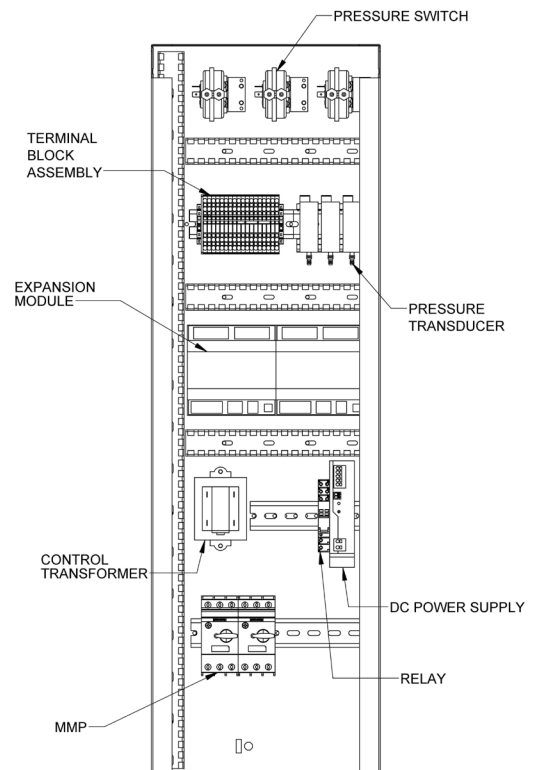 PRESSURE SWITCH
TERMINAL
BLOCK
ASSEMBLY
EXPANSION
MODULE
PRESSURE
TRANSDUCER
CONTROL
TRANSFORMER
DC POWER SUPPLY
RELAY
MMP